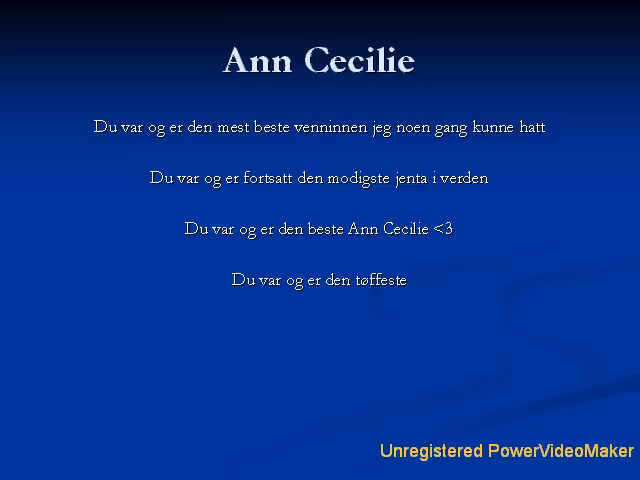 Ann Cecilie
Du var og er den mest beste venninnen jeg noen gang kunne hatt
Du var og er fortsatt den modigste jenta i verden
Du var og er den beste Ann Cecilie <3
Du var og er den tøffeste
Unregistered PowerVideoMaker